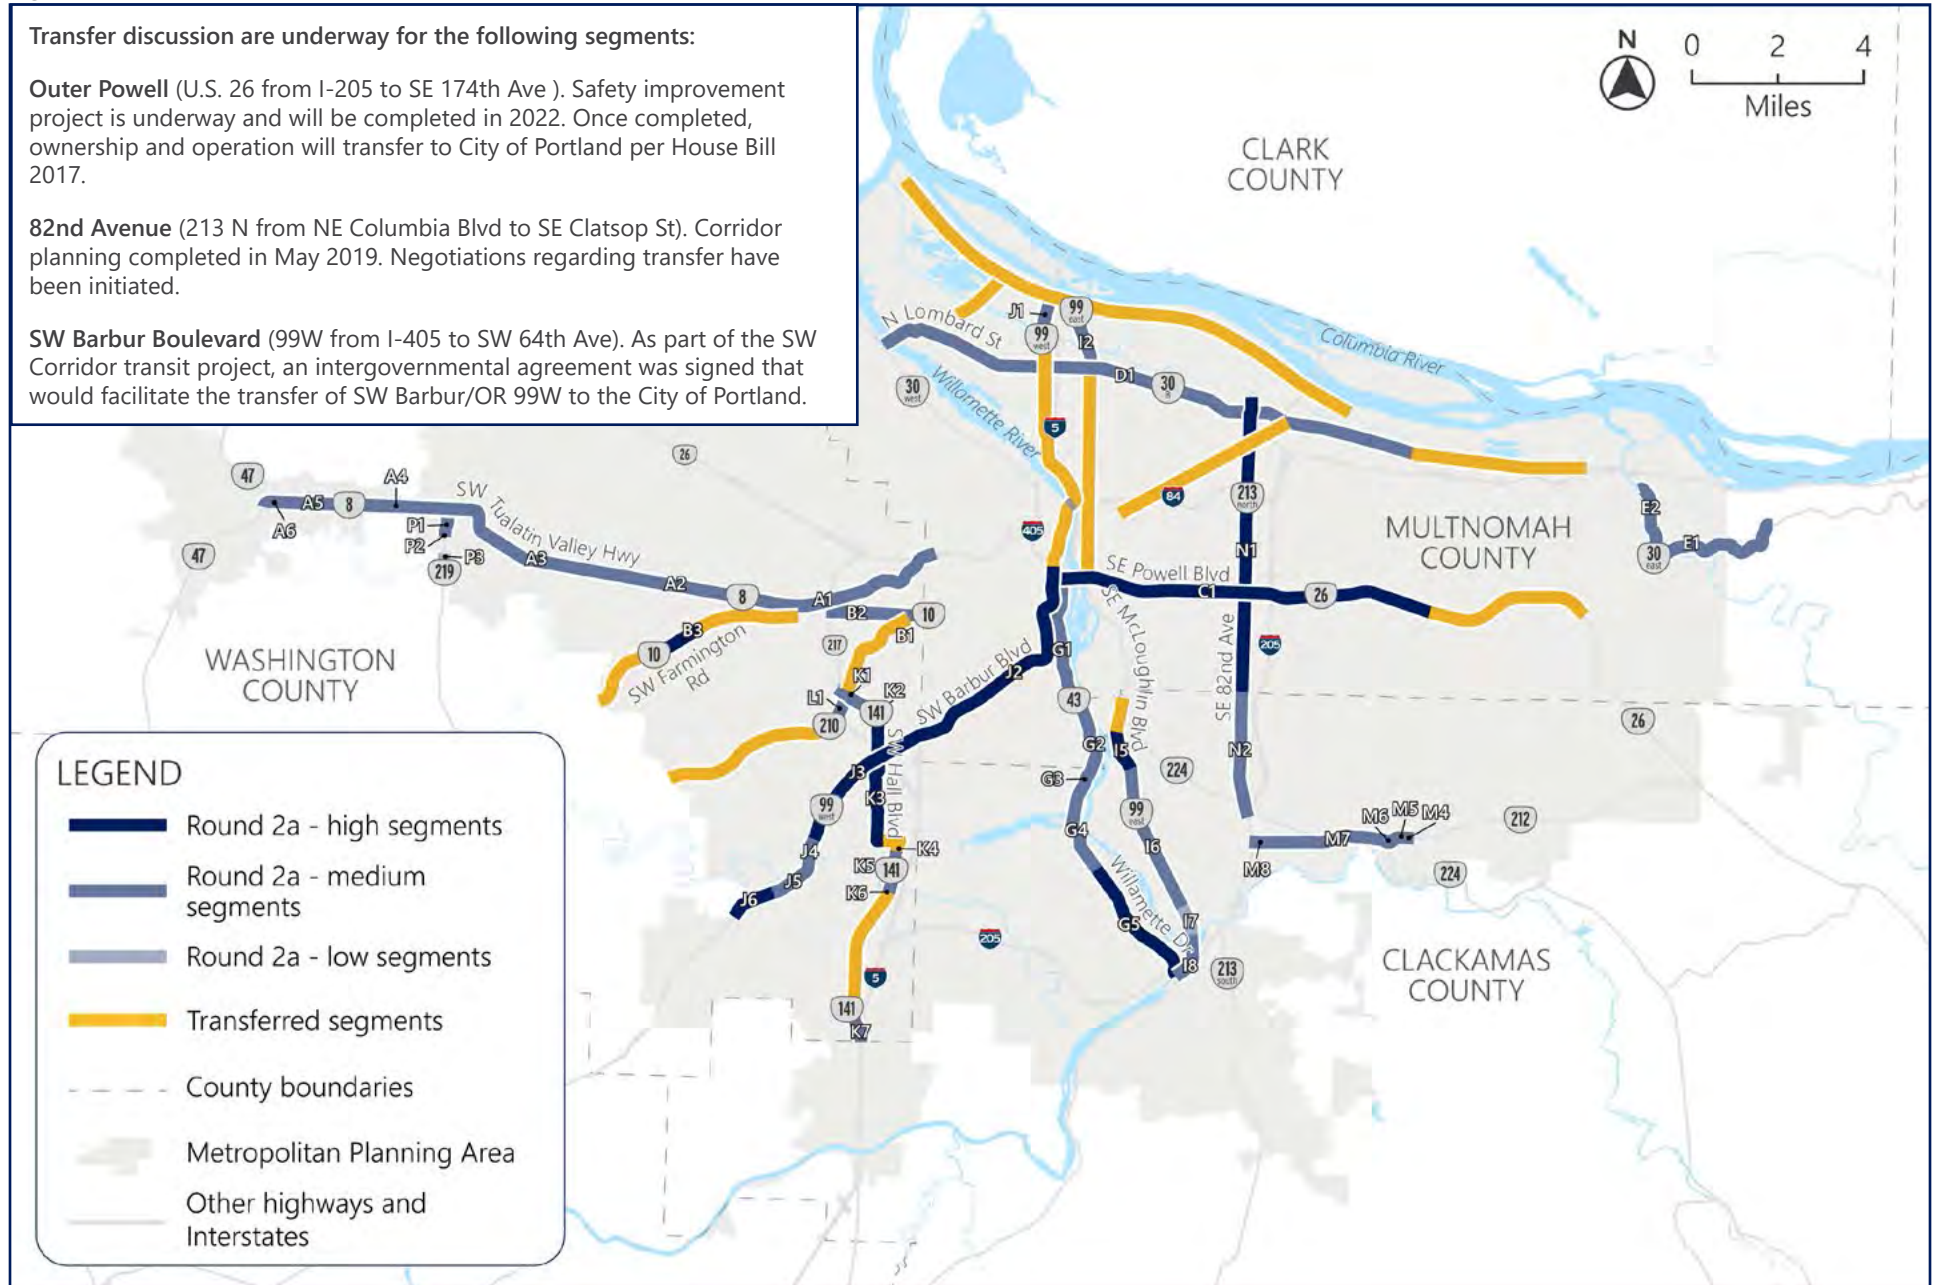 Transfer discussion are underway for the following segments:
Outer Powell (U.S. 26 from I-205 to SE 174th Ave ). Safety improvement
project is underway and will be completed in 2022. Once completed,
ownership and operation will transfer to City of Portland per House Bill
2017.
82nd Avenue (213 N from NE Columbia Blvd to SE Clatsop St). Corridor
planning completed in May 2019. Negotiations regarding transfer have
been initiated.
SW Barbur Boulevard (99W from I-405 to SW 64th Ave). As part of the SW
Corridor transit project, an intergovernmental agreement was signed that
would facilitate the transfer of SW Barbur/OR 99W to the City of Portland.
N
0 2 4
Miles
CLARK
COUNTY
Columbia River
N Lombard St
J1
99
west
99
east
I2
D1
30
B
30
west
Willamette River
5
84
405
213
north
N1
MULTNOMAH
COUNTY
E2
30
east
E1
47
A6
A5
8
A4
SW Tualatin Valley Hwy
26
P1
P2
P3
219
47
A3
A2
8
A1
B2
10
B1
B3
10
SW Farmington
Rd
217
WASHINGTON
COUNTY
SE Powell Blvd
C1
26
SE McLoughlin Blvd
SE 82nd Ave
205
G1
SW Barbur Blvd
J2
K1
K2
L1
141
210
SW Hall Blvd
43
G2
G3
I5
224
N2
26
J3
K3
99
west
G4
99
east
I6
M8
M7
M6
M5
M4
212
224
J4
J5
J6
K4
K5
141
K6
Willamette Dr
G5
I7
I8
213
south
205
5
141
K7
CLACKAMAS
COUNTY
LEGEND
Round 2a - high segments
Round 2a - medium
segments
Round 2a - low segments
Transferred segments
County boundaries
Metropolitan Planning Area
Other highways and
Interstates